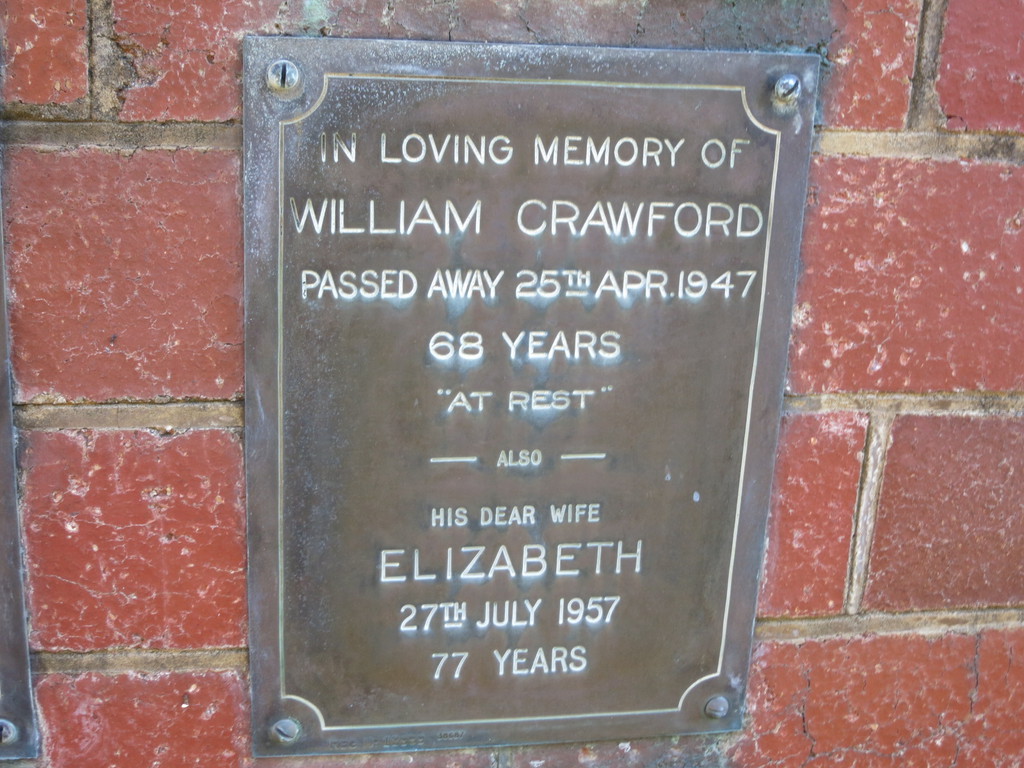 IN LOVING MEMORY OF
WILLIAM CRAWFORD
PASSED AWAY 25TH APR. 1947
68 YEARS
"AT REST"
— ALSO —
HIS DEAR WIFE
ELIZABETH
27TH JULY 1957
77 YEARS